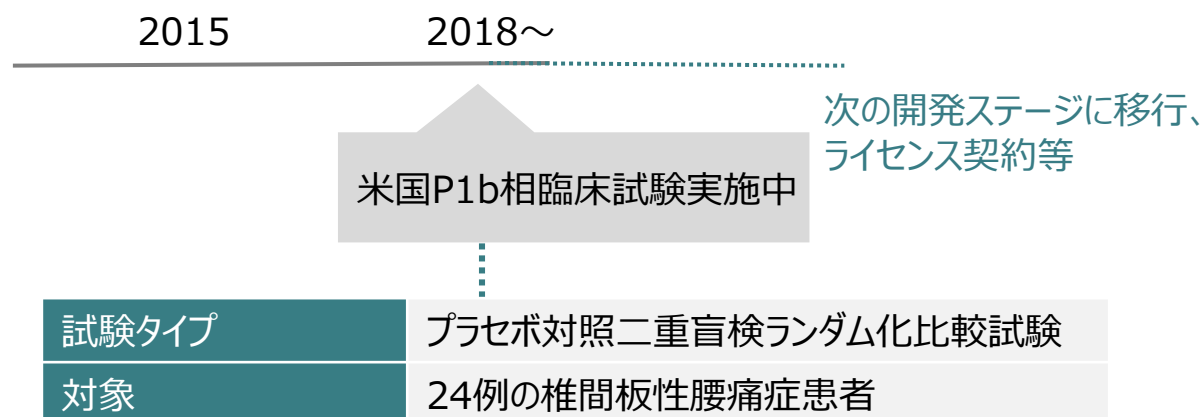 2015 2018～
次の開発ステージに移行、
ライセンス契約等
米国P1b相臨床試験実施中
試験タイプ プラセボ対照二重盲検ランダム化比較試験
対象 24例の椎間板性腰痛症患者